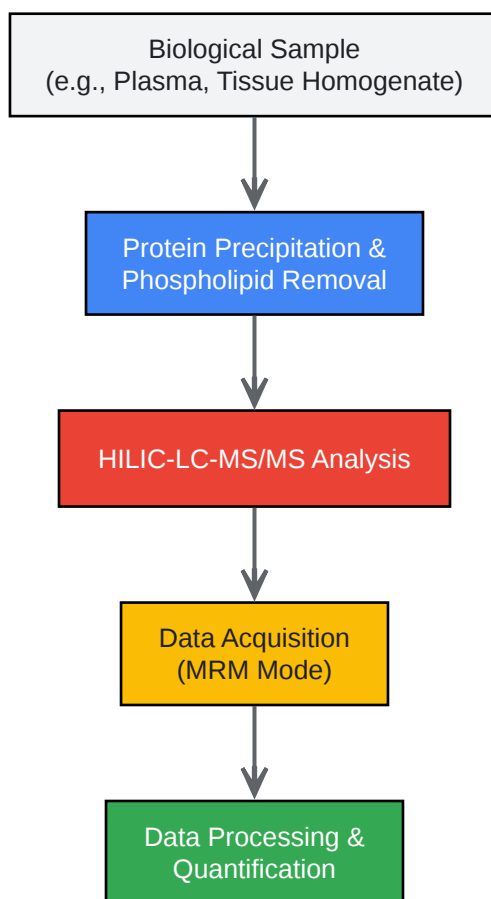 Biological Sample
(e.g., Plasma, Tissue Homogenate)
Protein Precipitation &
Phospholipid Removal
HILIC-LC-MS/MS Analysis
Data Acquisition
(MRM Mode)
Data Processing &
Quantification